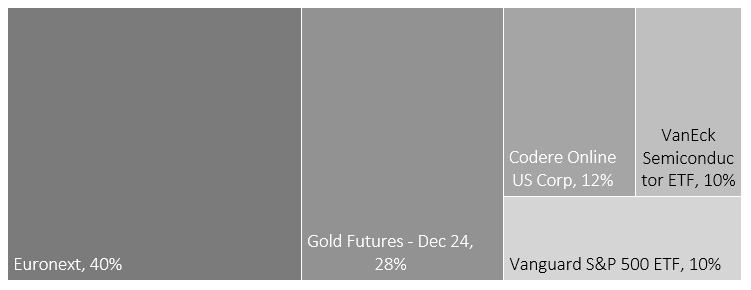 Euronext, 40%
Gold Futures - Dec 24,
28%
Codere Online
US Corp, 12%
VanEck
Semiconduc
tor ETF, 10%
Vanguard S&P 500 ETF, 10%